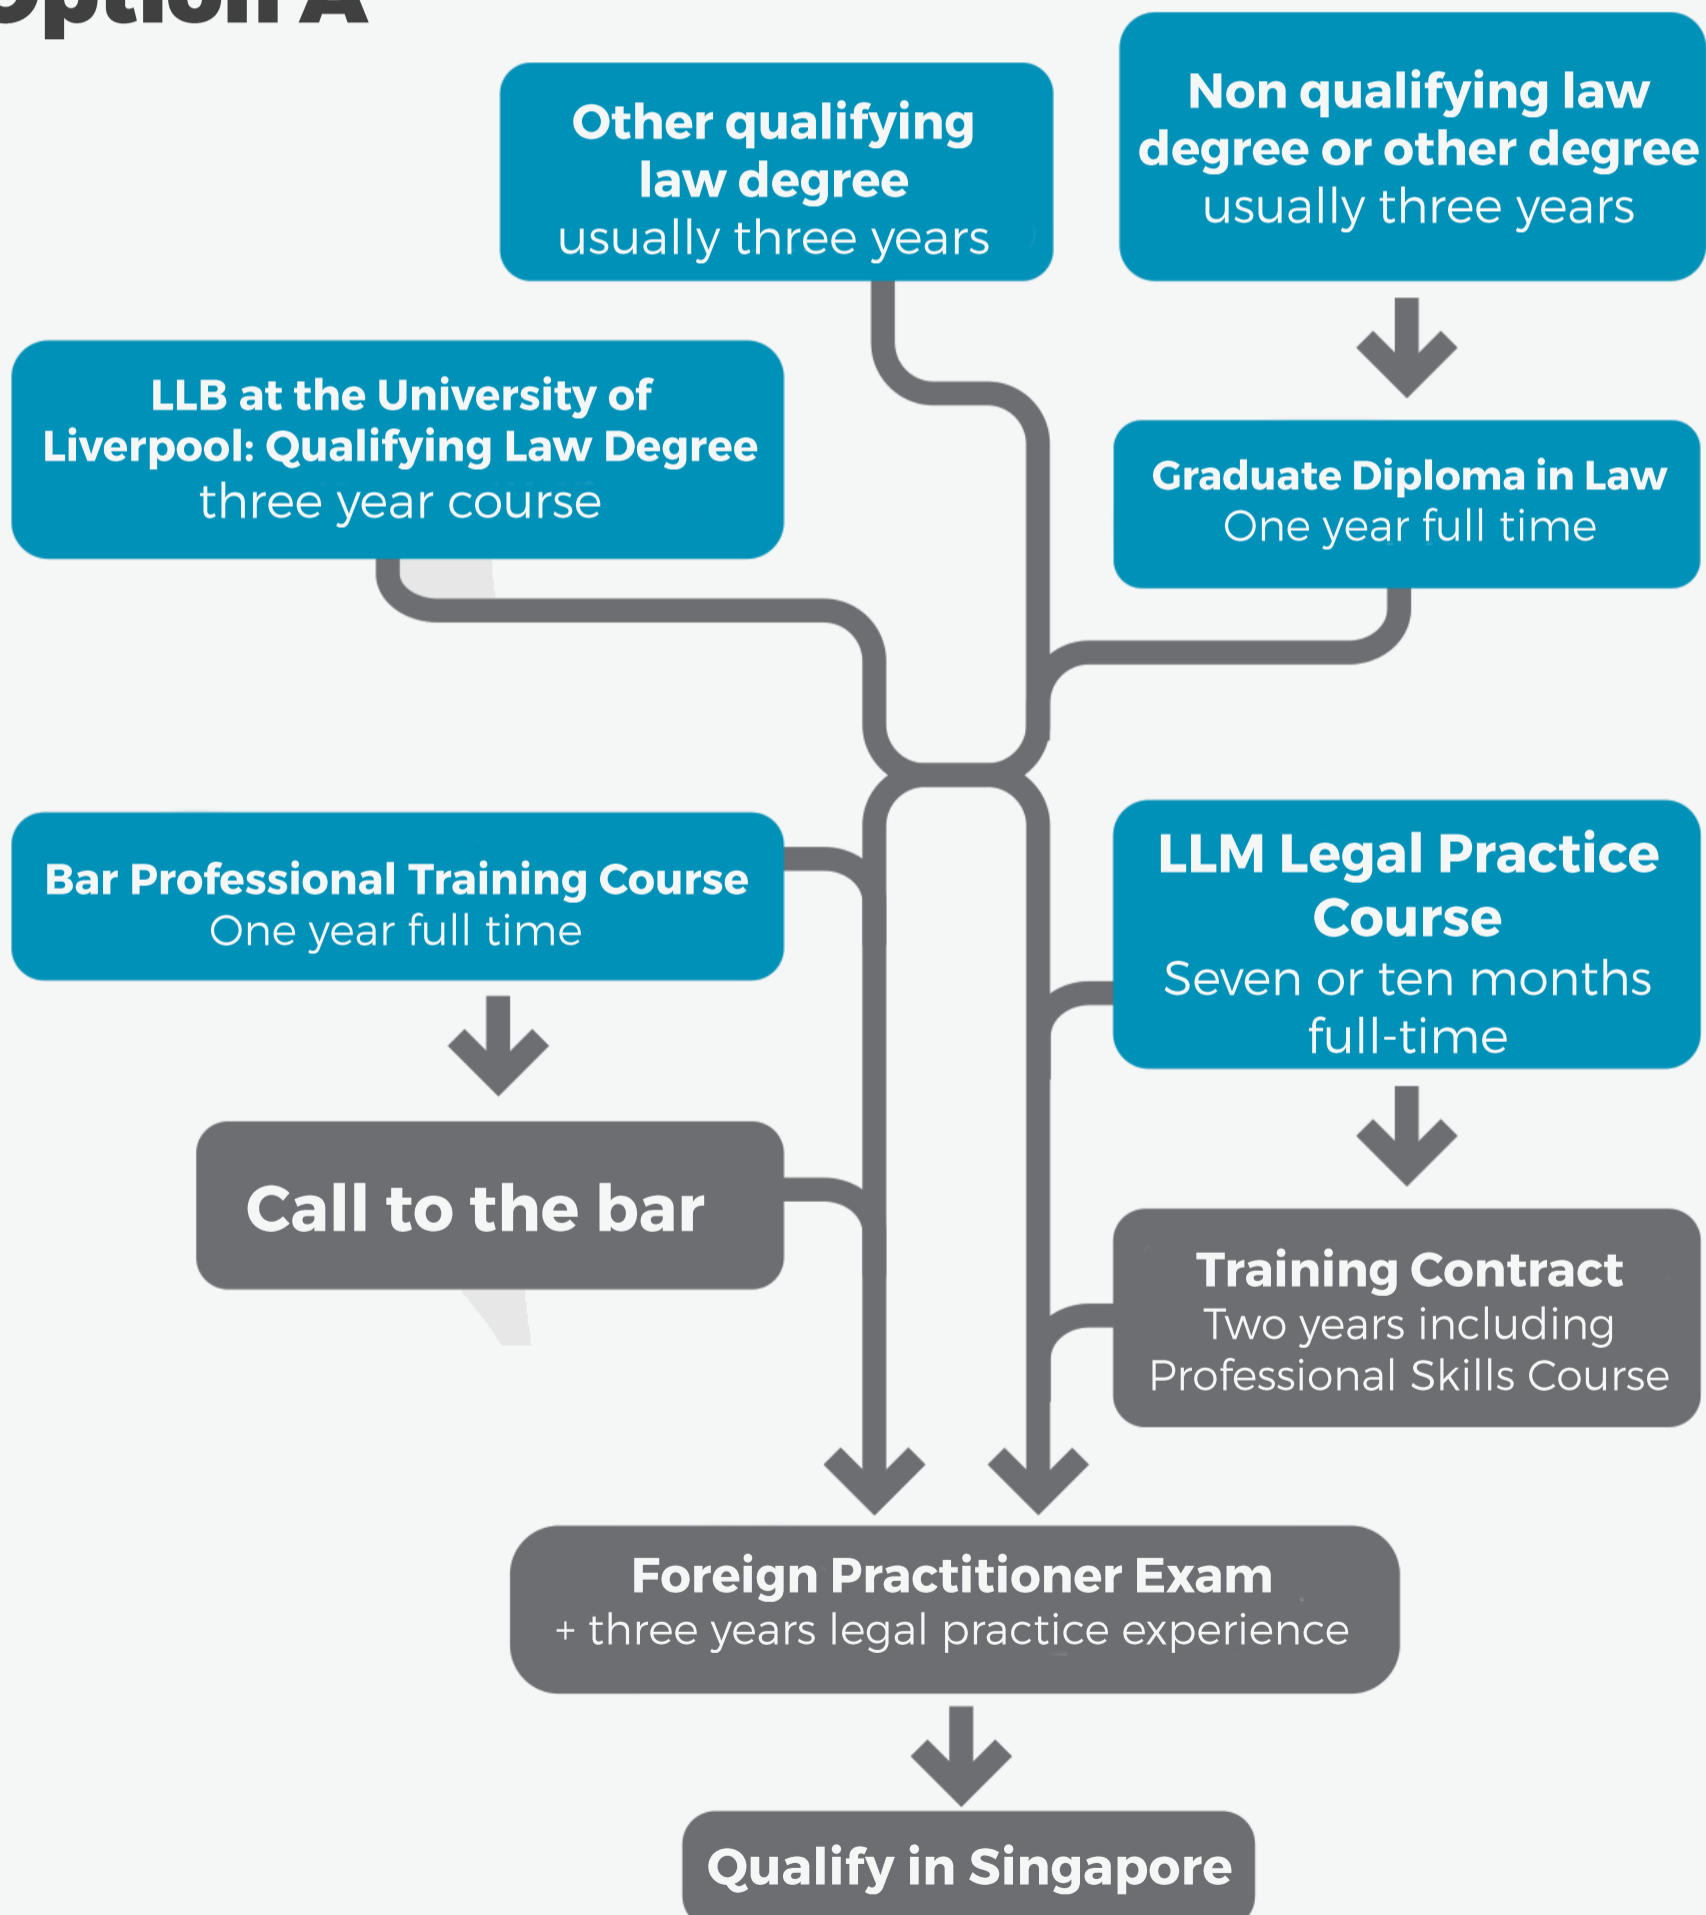 Option A
Other qualifying
law degree
usually three years
Non qualifying law
degree or other degree
usually three years
LLB at the University of
Liverpool: Qualifying Law Degree
three year course
Graduate Diploma in Law
One year full time
Bar Professional Training Course
One year full time
LLM Legal Practice
Course
Seven or ten months
full-time
Call to the bar
Training Contract
Two years including
Professional Skills Course
Foreign Practitioner Exam
+ three years legal practice experience
Qualify in Singapore